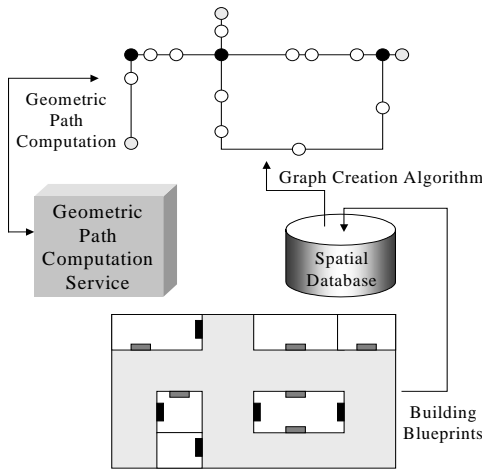 Geometric
Path
Computation
Graph Creation Algorithm
Geometric
Path
Computation
Service
Spatial
Database
Building
Blueprints